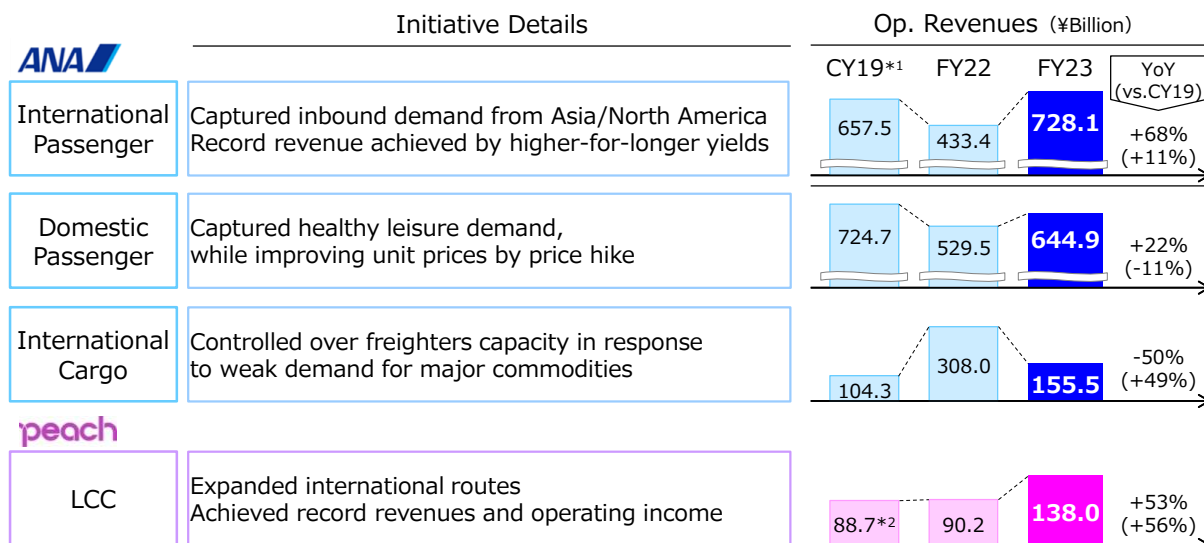 Initiative Details
Op. Revenues (¥Billion)
ANA
CY19*1 FY22 FY23 YoY
(vs.CY19)
International
Passenger
Captured inbound demand from Asia/North America
Record revenue achieved by higher-for-longer yields
657.5 433.4 728.1
+68%
(+11%)
Domestic
Passenger
Captured healthy leisure demand,
while improving unit prices by price hike
724.7 529.5 644.9
+22%
(-11%)
International
Cargo
Controlled over freighters capacity in response
to weak demand for major commodities
104.3 308.0 155.5
-50%
(+49%)
peach
LCC
Expanded international routes
Achieved record revenues and operating income
88.7*2 90.2 138.0
+53%
(+56%)